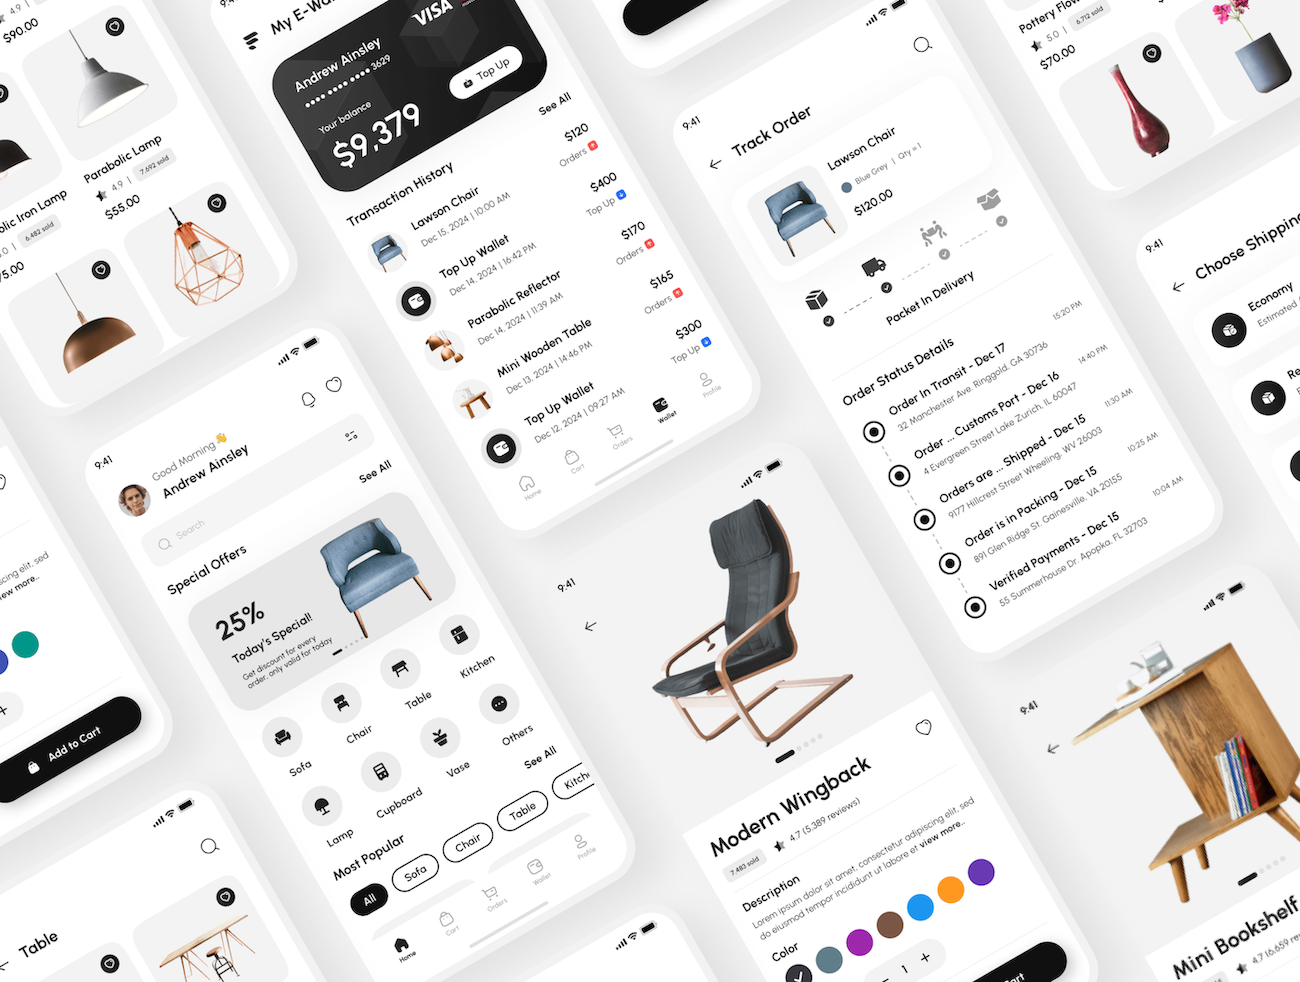 4.9
$90.00
Parabolic Lamp
4.9 | 7.692 sold
$55.00
Iron Lamp
6.482 sold
9:41
My E-Wa
Andrew Ainsley
•••• •••• •••• 3629
VISA
Your balance
$9,379
Top Up
Transaction History
See All
Lawson Chair
Dec 15, 2024 | 10:00 AM
$120
Orders
Top Up Wallet
Dec 14, 2024 | 16:42 PM
$400
Top Up
Parabolic Reflector
Dec 14, 2024 | 11:39 AM
$170
Orders
Mini Wooden Table
Dec 13, 2024 | 14:46 PM
$165
Orders
Top Up Wallet
Dec 12, 2024 | 09:27 AM
$300
Top Up
Home
Cart
Orders
Wallet
Profile
9:41
Track Order
Lawson Chair
Blue Grey | Qty = 1
$120.00
Packet In Delivery
Order Status Details
Order In Transit - Dec 17
15:20 PM
32 Manchester Ave. Ringgold, GA 30736
Order ... Customs Port - Dec 16
14:40 PM
4 Evergreen Street Lake Zurich, IL 60047
Orders are ... Shipped - Dec 15
11:30 AM
9177 Hillcrest Street Wheeling, WV 26003
Order is in Packing - Dec 15
10:25 AM
891 Glen Ridge St. Gainesville, VA 20155
Verified Payments - Dec 15
10:04 AM
55 Summerhouse Dr. Apopka, FL 32703
Pottery Flow
5.0 | 6.712 sold
$70.00
9:41
Choose Shipping
Economy
Estimated
Re
9:41
Good Morning 👋
Andrew Ainsley
Search
Special Offers
See All
25%
Today's Special!
Get discount for every
order, only valid for today
Sofa
Chair
Table
Kitchen
Lamp
Cupboard
Vase
Others
Most Popular
See All
All
Sofa
Chair
Table
Kitche
Home
Cart
Orders
Wallet
Profile
adipiscing elit, sed
view more..
+
Add to Cart
Table
9:41
Modern Wingback
7.483 sold
4.7 (5,389 reviews)
Description
Lorem ipsum dolor sit amet, consectetur adipiscing elit, sed
do eiusmod tempor incididunt ut labore et view more..
Color
- 1 +
Cart
9:41
Mini Bookshelf
4.7 (6,659 rev